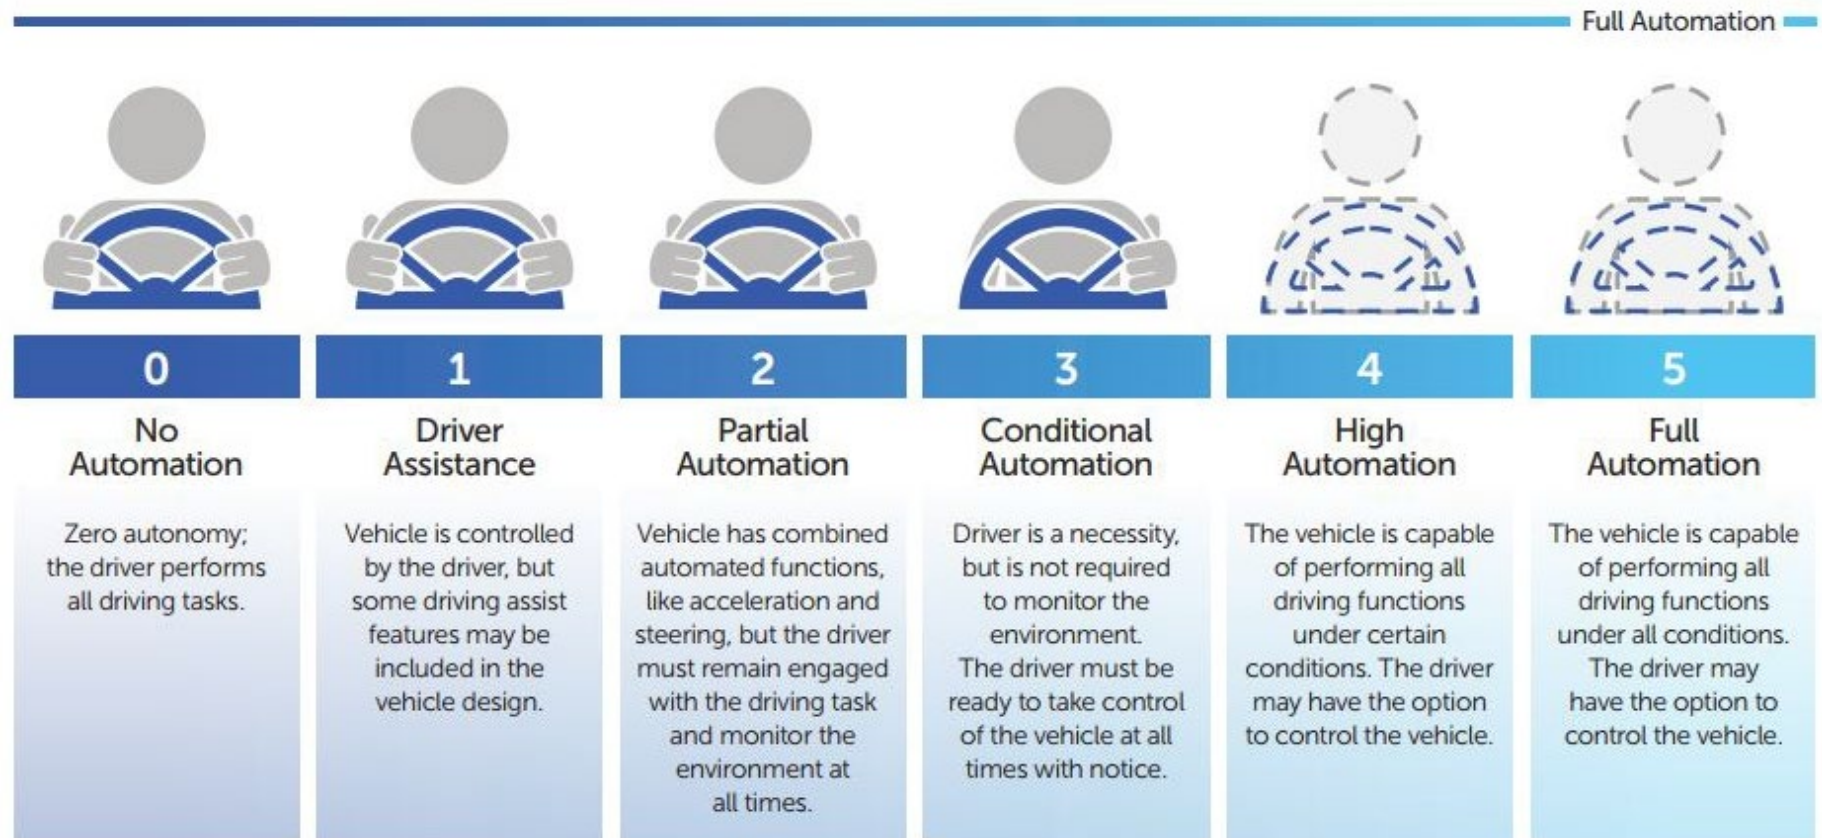 Full Automation
0
No
Automation
Zero autonomy;
the driver performs
all driving tasks.
1
Driver
Assistance
Vehicle is controlled
by the driver, but
some driving assist
features may be
included in the
vehicle design.
2
Partial
Automation
Vehicle has combined
automated functions,
like acceleration and
steering, but the driver
must remain engaged
with the driving task
and monitor the
environment at
all times.
3
Conditional
Automation
Driver is a necessity,
but is not required
to monitor the
environment.
The driver must be
ready to take control
of the vehicle at all
times with notice.
4
High
Automation
The vehicle is capable
of performing all
driving functions
under certain
conditions. The driver
may have the option
to control the vehicle.
5
Full
Automation
The vehicle is capable
of performing all
driving functions
under all conditions.
The driver may
have the option to
control the vehicle.